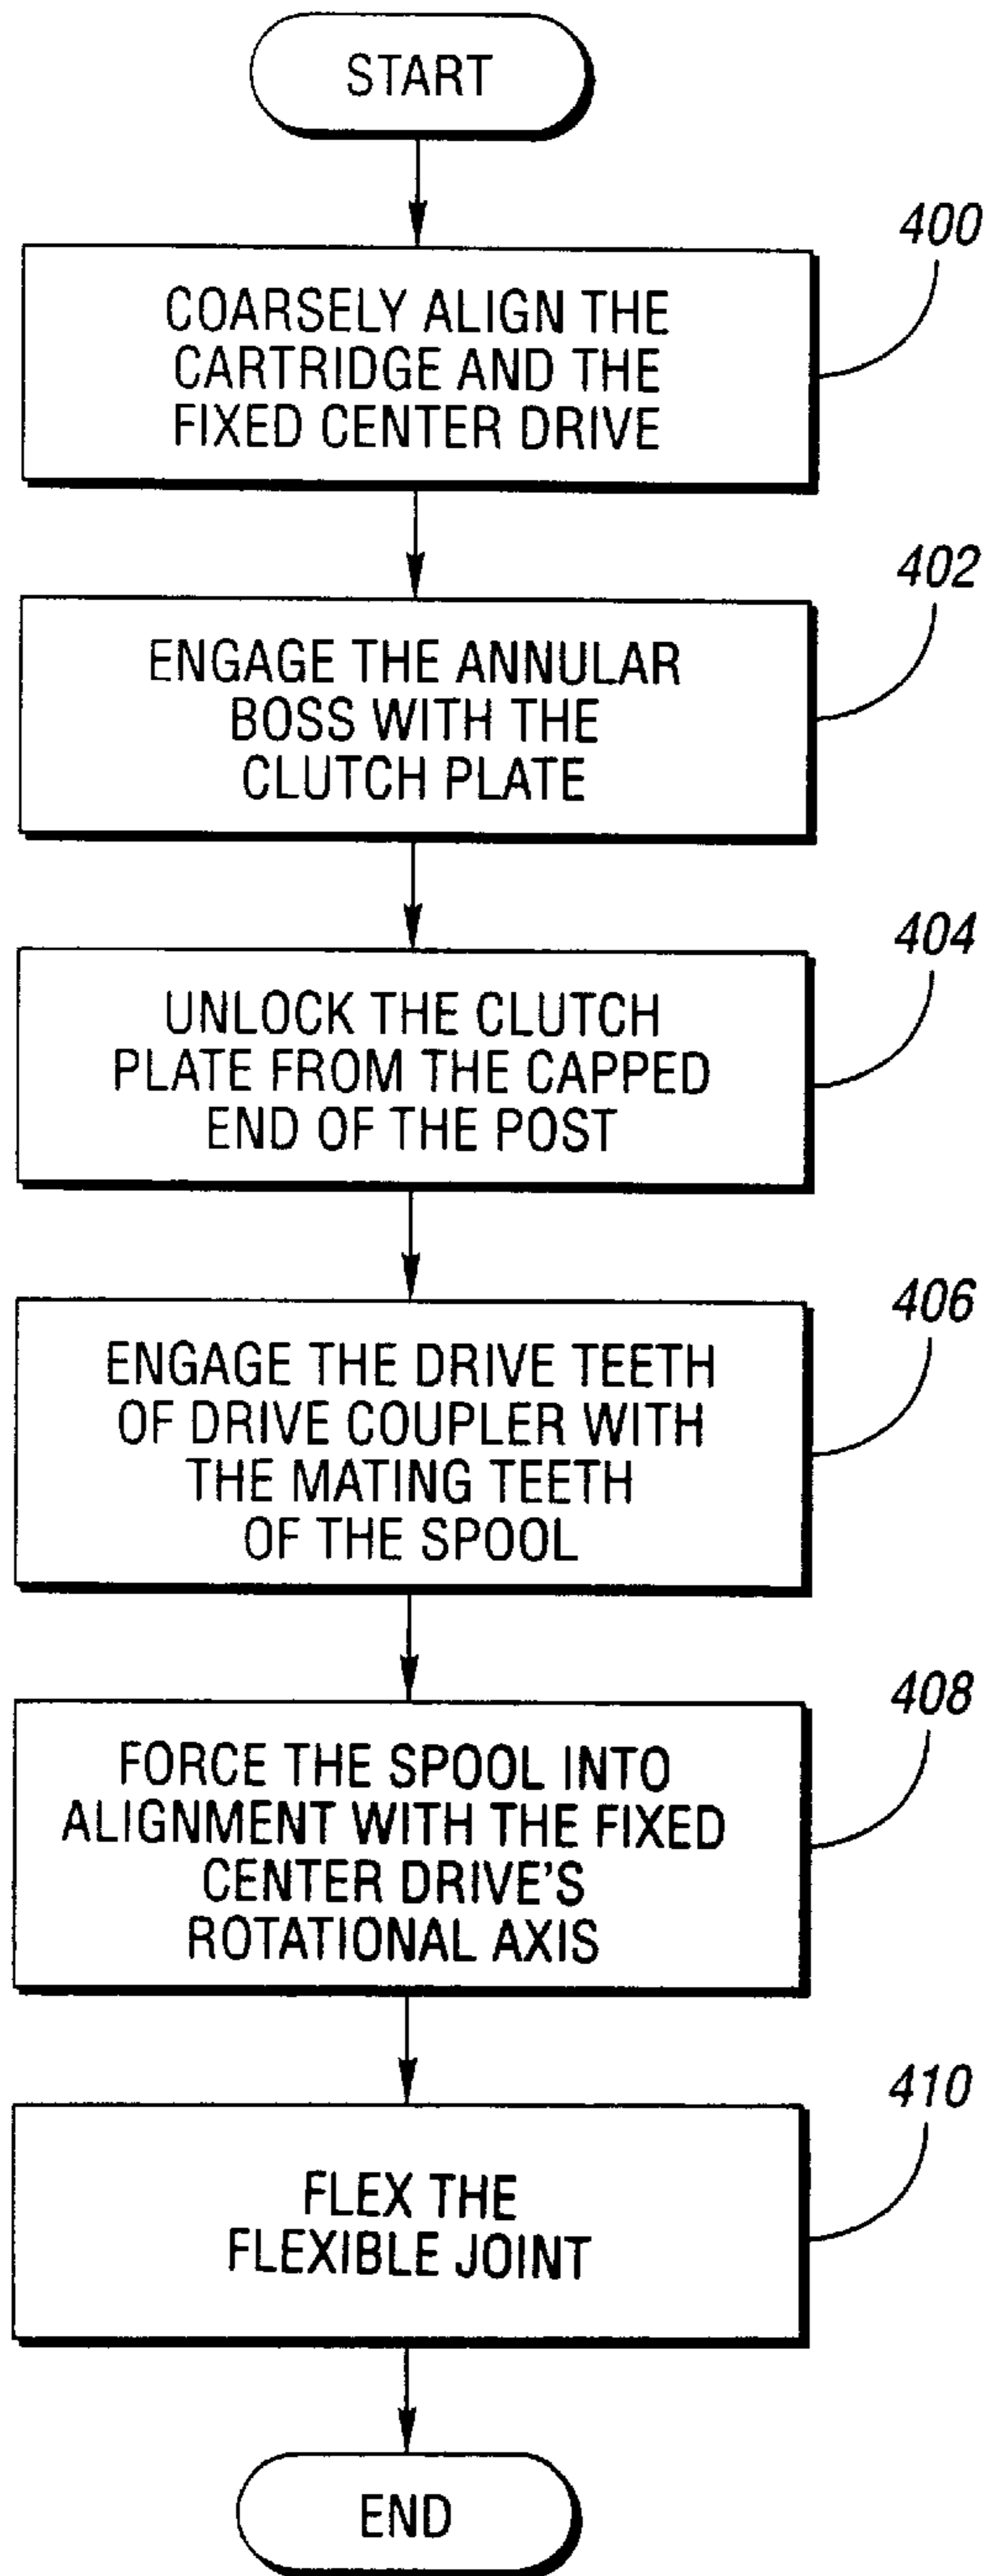 START
400
COARSELY ALIGN THE
CARTRIDGE AND THE
FIXED CENTER DRIVE
402
ENGAGE THE ANNULAR
BOSS WITH THE
CLUTCH PLATE
404
UNLOCK THE CLUTCH
PLATE FROM THE CAPPED
END OF THE POST
406
ENGAGE THE DRIVE TEETH
OF DRIVE COUPLER WITH
THE MATING TEETH
OF THE SPOOL
408
FORCE THE SPOOL INTO
ALIGNMENT WITH THE FIXED
CENTER DRIVE'S
ROTATIONAL AXIS
410
FLEX THE
FLEXIBLE JOINT
END